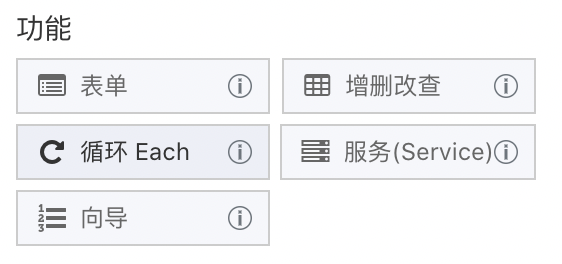 功能
表单
增删改查
循环 Each
服务(Service)
向导